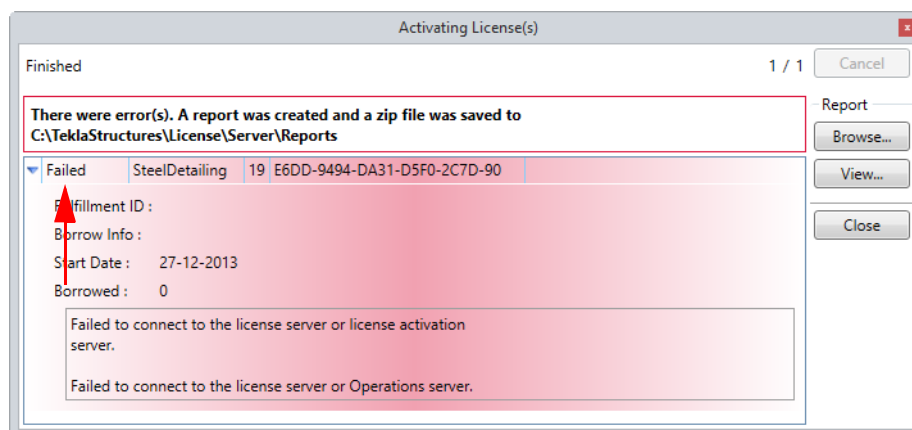 Activating License(s)
x
Finished
1 / 1
Cancel
There were error(s). A report was created and a zip file was saved to
C:\TeklaStructures\License\Server\Reports
Report
Browse...
View...
Close
Failed SteelDetailing 19 E6DD-9494-DA31-D5F0-2C7D-90
Fulfillment ID :
Borrow Info :
Start Date : 27-12-2013
Borrowed : 0
Failed to connect to the license server or license activation
server.
Failed to connect to the license server or Operations server.